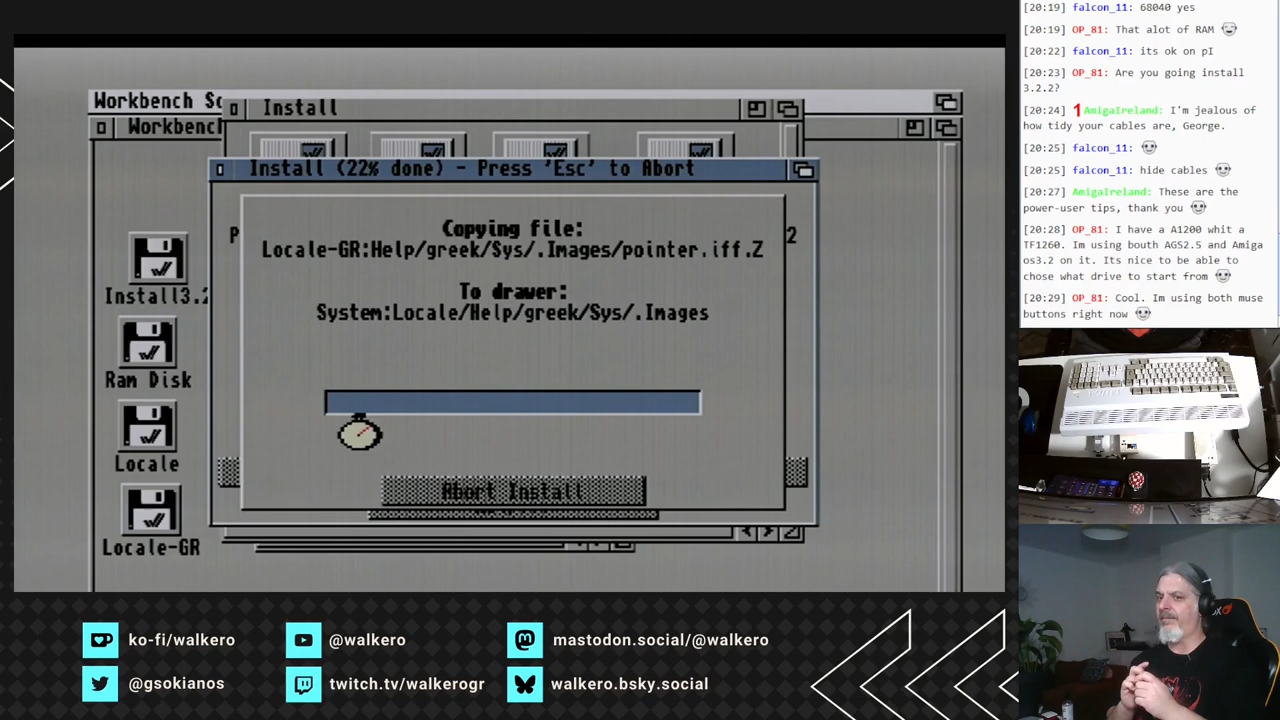 Workbench Sc
Install
Workbench
Install (22% done) - Press 'Esc' to Abort
P
2
Copying file:
Locale-GR:Help/greek/Sys/.Images/pointer.iff.Z
To drawer:
System:Locale/Help/greek/Sys/.Images
Abort Install
Install3.2
Ram Disk
Locale
Locale-GR
[20:19] falcon_11: 68040 yes
[20:19] OP_81: That alot of RAM
[20:22] falcon_11: its ok on pI
[20:23] OP_81: Are you going install
3.2.2?
[20:24] 1 AmigaIreland: I'm jealous of
how tidy your cables are, George.
[20:25] falcon_11:
[20:25] falcon_11: hide cables
[20:27] AmigaIreland: These are the
power-user tips, thank you
[20:28] OP_81: I have a A1200 whit a
TF1260. Im using bouth AGS2.5 and Amiga
os3.2 on it. Its nice to be able to
chose what drive to start from
[20:29] OP_81: Cool. Im using both muse
buttons right now
ko-fi/walkero
@walkero
mastodon.social/@walkero
@gsokianos
twitch.tv/walkerogr
walkero.bsky.social